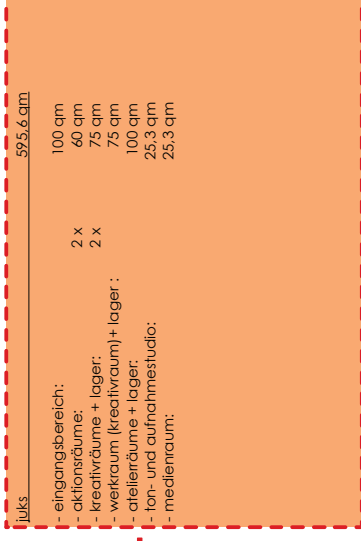 juks 595,6 qm
- eingangsbereich: 100 qm
- aktionsräume: 2 x 60 qm
- kreativräume + lager: 2 x 75 qm
- werkraum (kreativraum)+ lager : 75 qm
- atelierräume + lager: 100 qm
- ton- und aufnahmestudio: 25,3 qm
- medienraum: 25,3 qm